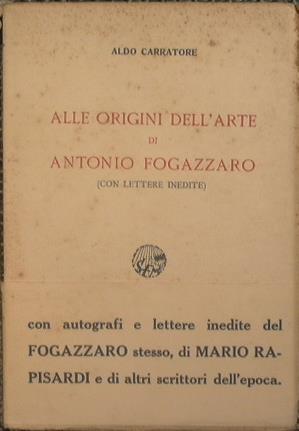 ALDO CARRATORE
ALLE ORIGINI DELL'ARTE
DI
ANTONIO FOGAZZARO
(CON LETTERE INEDITE)
con autografi e lettere inedite del
FOGAZZARO stesso, di MARIO RA-
PISARDI e di altri scrittori dell'epoca.